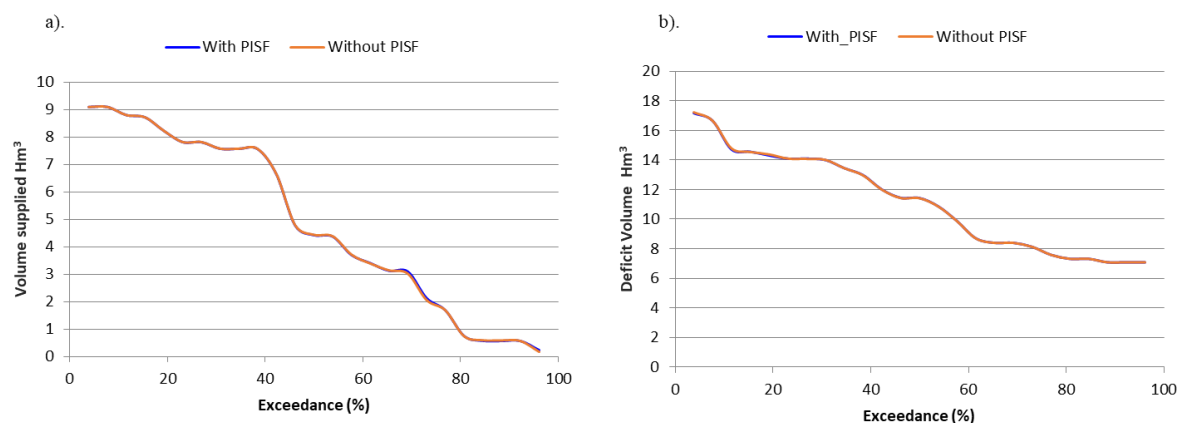 a).
With PISF Without PISF
10
9
8
7
6
5
4
3
2
1
0
0 20 40 60 80 100
Volume supplied Hm³
Exceedance (%)
b).
With_PISF Without PISF
20
18
16
14
12
10
8
6
4
2
0
0 20 40 60 80 100
Deficit Volume Hm³
Exceedance (%)